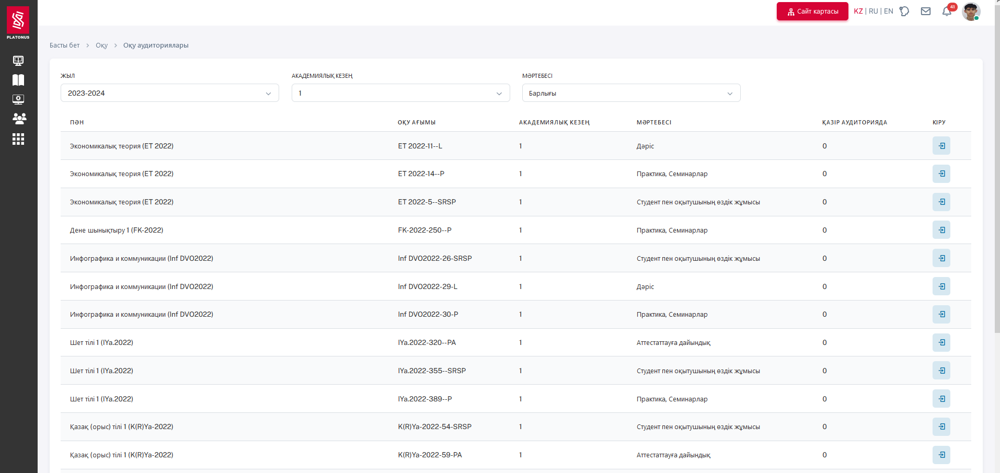 PLATONUS
Сайт картасы KZ | RU | EN 41
Басты бет > Оқу > Оқу аудиториялары
ЖЫЛ АКАДЕМИЯЛЫҚ КЕЗЕҢ МӘРТЕБЕСІ
2023-2024 1 Барлығы
ПӘН ОҚУ АҒЫМЫ АКАДЕМИЯЛЫҚ КЕЗЕҢ МӘРТЕБЕСІ ҚАЗІР АУДИТОРИЯДА КІРУ
Экономикалық теория (ET 2022) ET 2022-11--L 1 Дәріс 0
Экономикалық теория (ET 2022) ET 2022-14--P 1 Практика, Семинарлар 0
Экономикалық теория (ET 2022) ET 2022-5--SRSP 1 Студент пен оқытушының өздік жұмысы 0
Дене шынықтыру 1 (FK-2022) FK-2022-250--P 1 Практика, Семинарлар 0
Инфографика и коммуникации (Inf DVO2022) Inf DVO2022-26-SRSP 1 Студент пен оқытушының өздік жұмысы 0
Инфографика и коммуникации (Inf DVO2022) Inf DVO2022-29-L 1 Дәріс 0
Инфографика и коммуникации (Inf DVO2022) Inf DVO2022-30-P 1 Практика, Семинарлар 0
Шет тілі 1 (IYa.2022) IYa.2022-320--PA 1 Аттестаттауға дайындық 0
Шет тілі 1 (IYa.2022) IYa.2022-355--SRSP 1 Студент пен оқытушының өздік жұмысы 0
Шет тілі 1 (IYa.2022) IYa.2022-389--P 1 Практика, Семинарлар 0
Қазақ (орыс) тілі 1 (K(R)Ya-2022) K(R)Ya-2022-54-SRSP 1 Студент пен оқытушының өздік жұмысы 0
Қазақ (орыс) тілі 1 (K(R)Ya-2022) K(R)Ya-2022-59-PA 1 Аттестаттауға дайындық 0